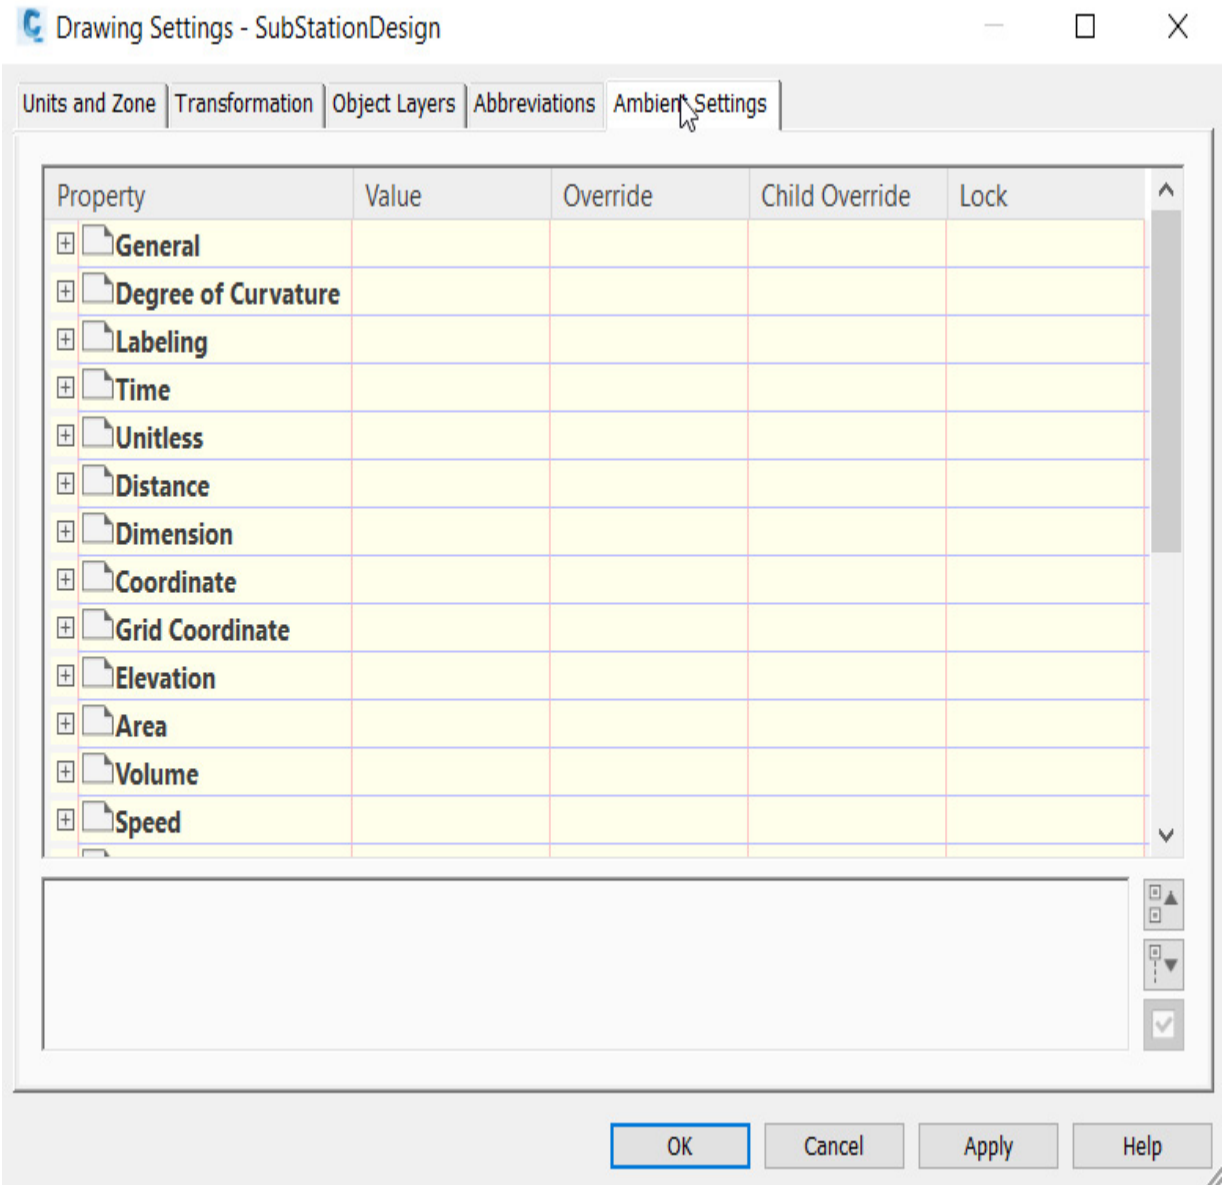 Drawing Settings - SubStationDesign
Units and Zone Transformation Object Layers Abbreviations Ambient Settings
Property Value Override Child Override Lock
General
Degree of Curvature
Labeling
Time
Unitless
Distance
Dimension
Coordinate
Grid Coordinate
Elevation
Area
Volume
Speed
OK Cancel Apply Help